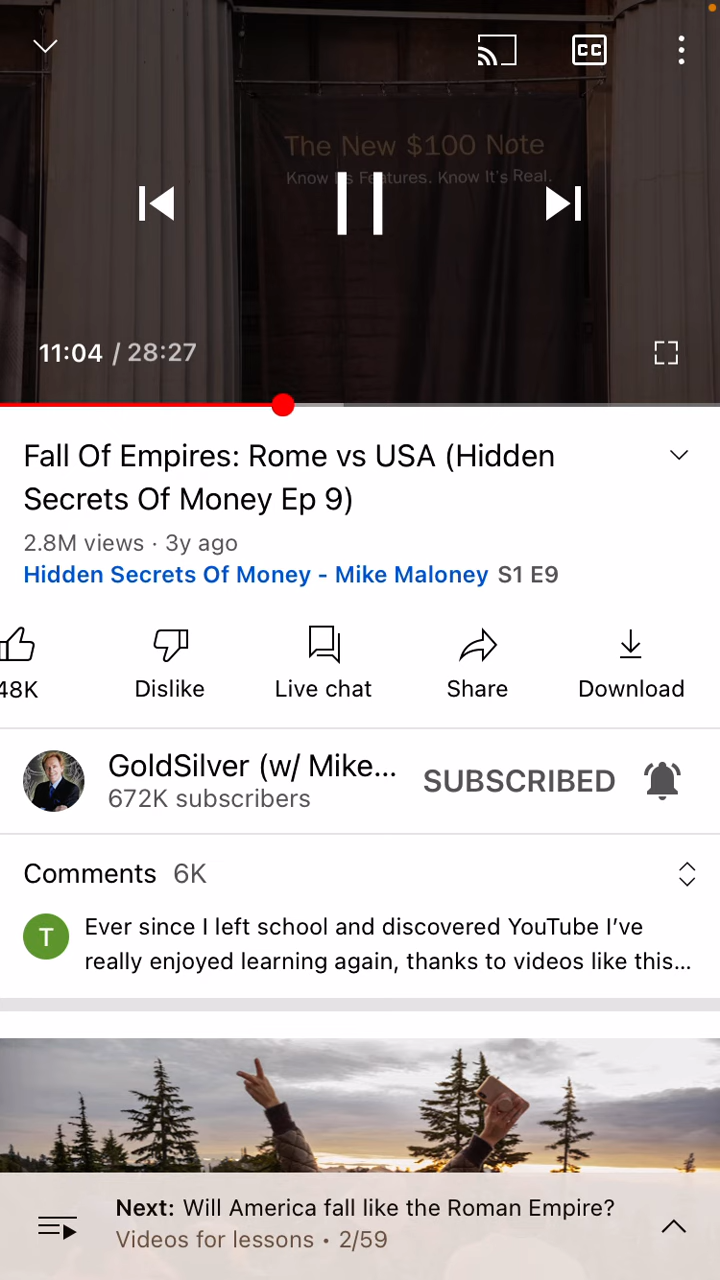 CC
The New $100 Note
Know Its Features. Know It's Real.
11:04 / 28:27
Fall Of Empires: Rome vs USA (Hidden
Secrets Of Money Ep 9)
2.8M views · 3y ago
Hidden Secrets Of Money - Mike Maloney S1 E9
48K
Dislike
Live chat
Share
Download
GoldSilver (w/ Mike...
672K subscribers
SUBSCRIBED
Comments 6K
T
Ever since I left school and discovered YouTube I’ve
really enjoyed learning again, thanks to videos like this...
Next: Will America fall like the Roman Empire?
Videos for lessons • 2/59